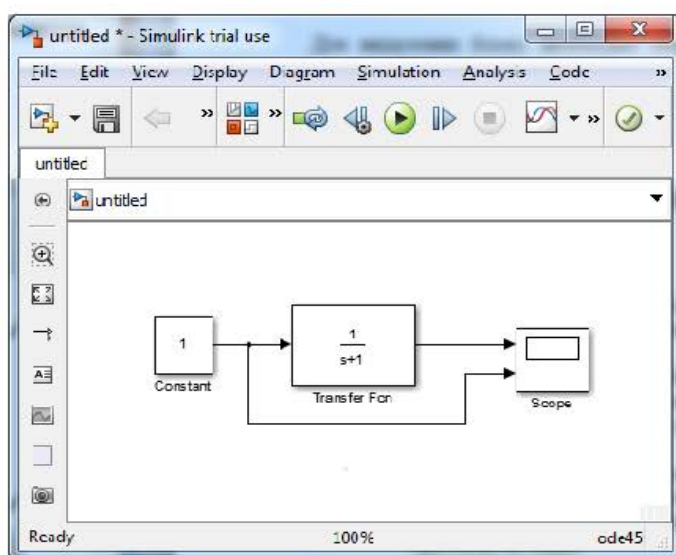 untitled * - Simulink trial use
File Edit View Display Diagram Simulation Analysis Code »
» » »
untitled
untitled
1
1
s+1
Constant
Transfer Fcn
Scope
Ready 100% ode45